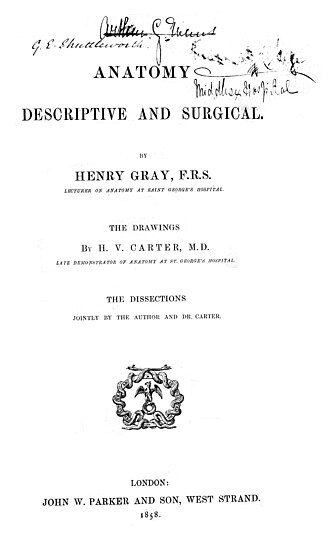 G. E. Shuttleworth.
ANATOMY
Middlesex Hospital
DESCRIPTIVE AND SURGICAL.
BY
HENRY GRAY, F.R.S.
LECTURER ON ANATOMY AT SAINT GEORGE'S HOSPITAL.
THE DRAWINGS
BY H. V. CARTER, M.D.
LATE DEMONSTRATOR OF ANATOMY AT ST. GEORGE'S HOSPITAL.
THE DISSECTIONS
JOINTLY BY THE AUTHOR AND DR. CARTER.
LONDON:
JOHN W. PARKER AND SON, WEST STRAND.
1858.